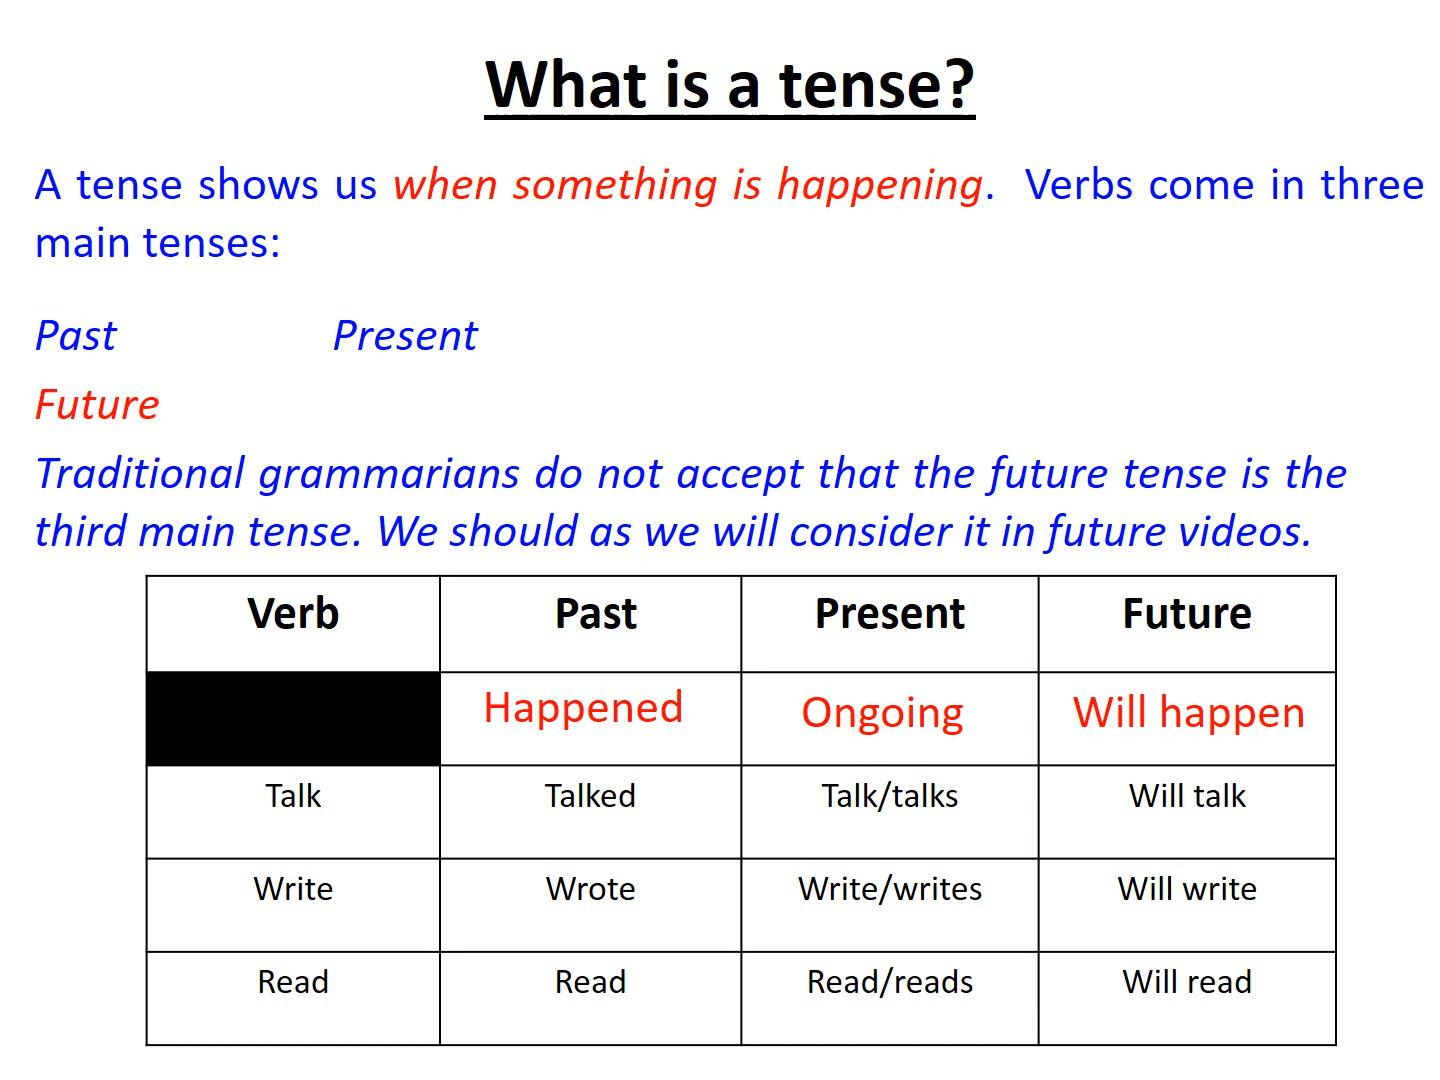 What is a tense?
A tense shows us when something is happening. Verbs come in three
main tenses:
Past Present
Future
Traditional grammarians do not accept that the future tense is the
third main tense. We should as we will consider it in future videos.
Verb Past Present Future
Happened Ongoing Will happen
Talk Talked Talk/talks Will talk
Write Wrote Write/writes Will write
Read Read Read/reads Will read